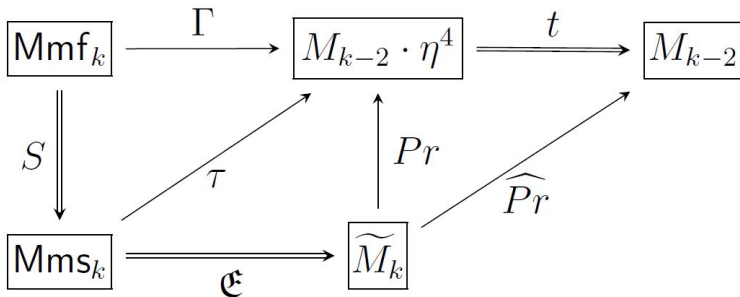 Mmf_k Γ M_{k−2} · η^4 t M_{k−2}
S τ Pr \widehat{Pr}
Mms_k 𝕰 \widetilde{M}_k